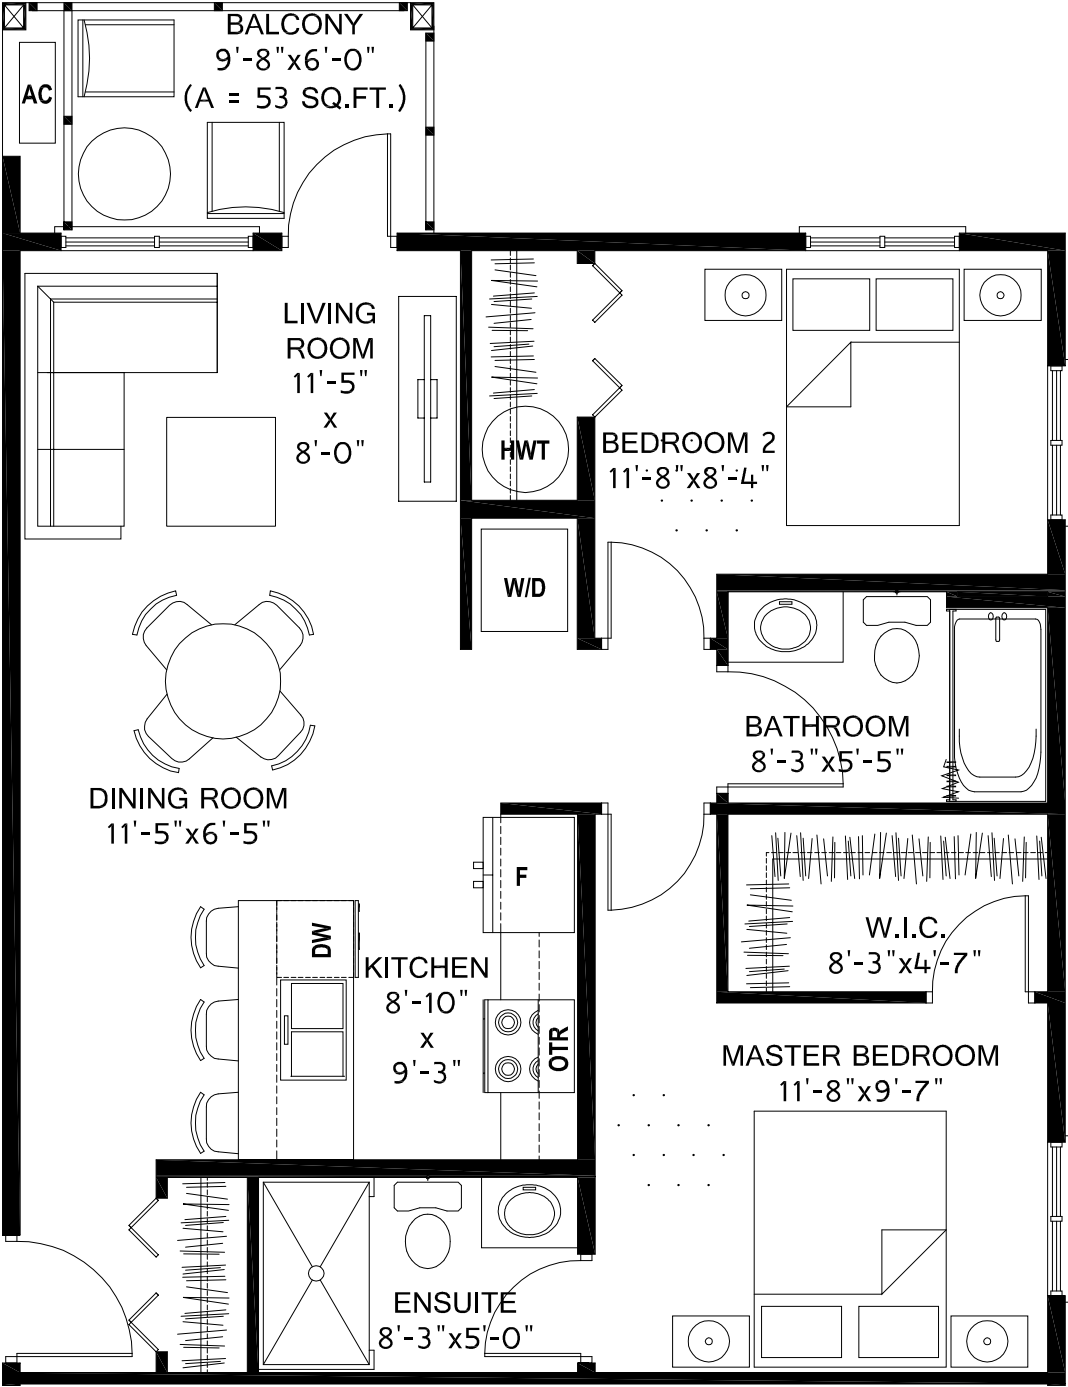 BALCONY
9'-8"x6'-0"
(A = 53 SQ.FT.)
AC
LIVING
ROOM
11'-5"
x
8'-0"
HWT
BEDROOM 2
11'-8"x8'-4"
W/D
BATHROOM
8'-3"x5'-5"
DINING ROOM
11'-5"x6'-5"
F
DW
KITCHEN
8'-10"
x
9'-3"
OTR
W.I.C.
8'-3"x4'-7"
MASTER BEDROOM
11'-8"x9'-7"
ENSUITE
8'-3"x5'-0"